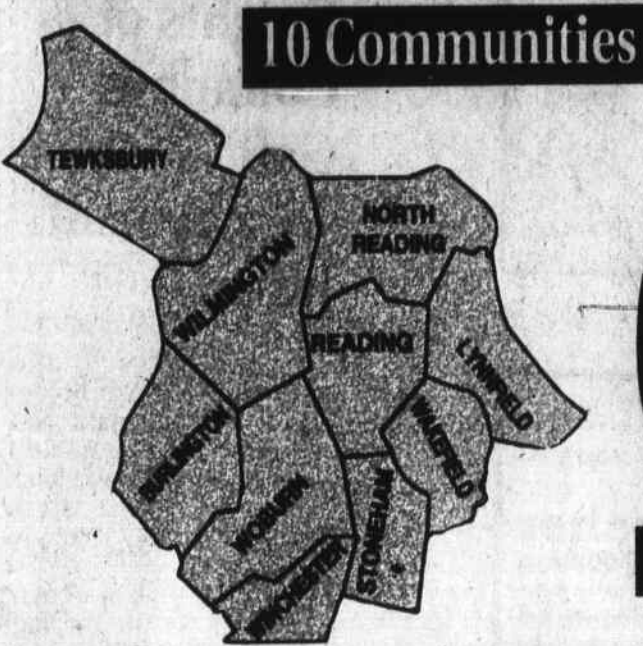 10 Communities
TEWKSBURY
NORTH
READING
WILMINGTON
READING
LYNNFIELD
BURLINGTON
WAKEFIELD
WOBURN
STONEHAM
WINCHESTER